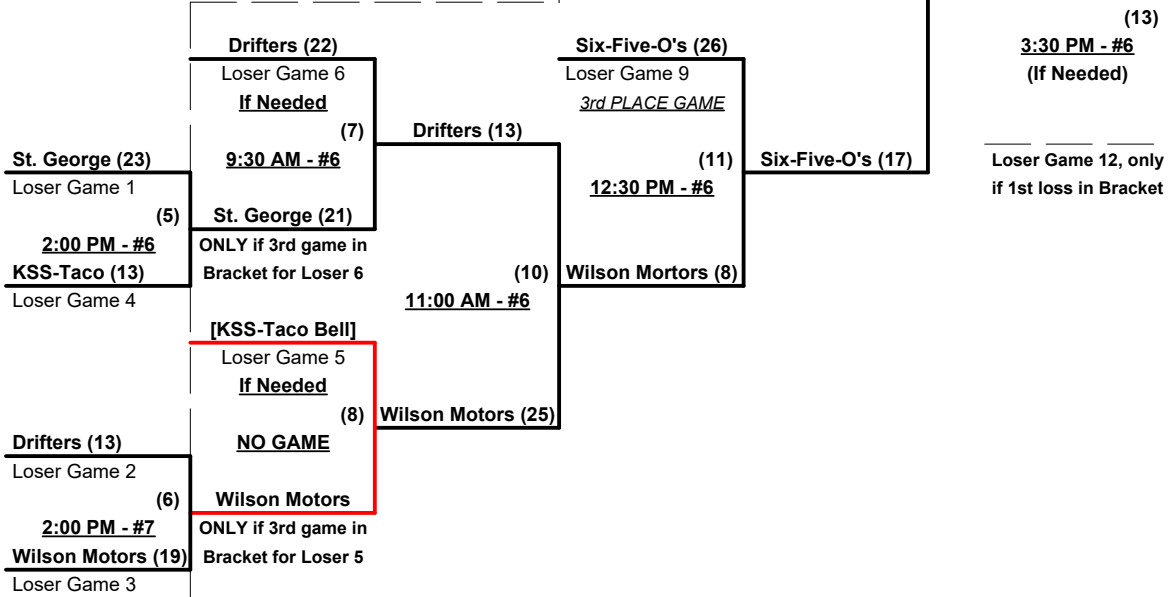 (13)
3:30 PM - #6
(If Needed)
Loser Game 12, only
if 1st loss in Bracket
Drifters (22)
Loser Game 6
If Needed
(7)
9:30 AM - #6
St. George (21)
ONLY if 3rd game in
Bracket for Loser 6
St. George (23)
Loser Game 1
(5)
2:00 PM - #6
KSS-Taco (13)
Loser Game 4
Drifters (13)
(10)
11:00 AM - #6
Wilson Motors (25)
Six-Five-O's (26)
Loser Game 9
3rd PLACE GAME
(11)
12:30 PM - #6
Wilson Mortors (8)
Six-Five-O's (17)
[KSS-Taco Bell]
Loser Game 5
If Needed
(8)
NO GAME
Wilson Motors
ONLY if 3rd game in
Bracket for Loser 5
Drifters (13)
Loser Game 2
(6)
2:00 PM - #7
Wilson Motors (19)
Loser Game 3